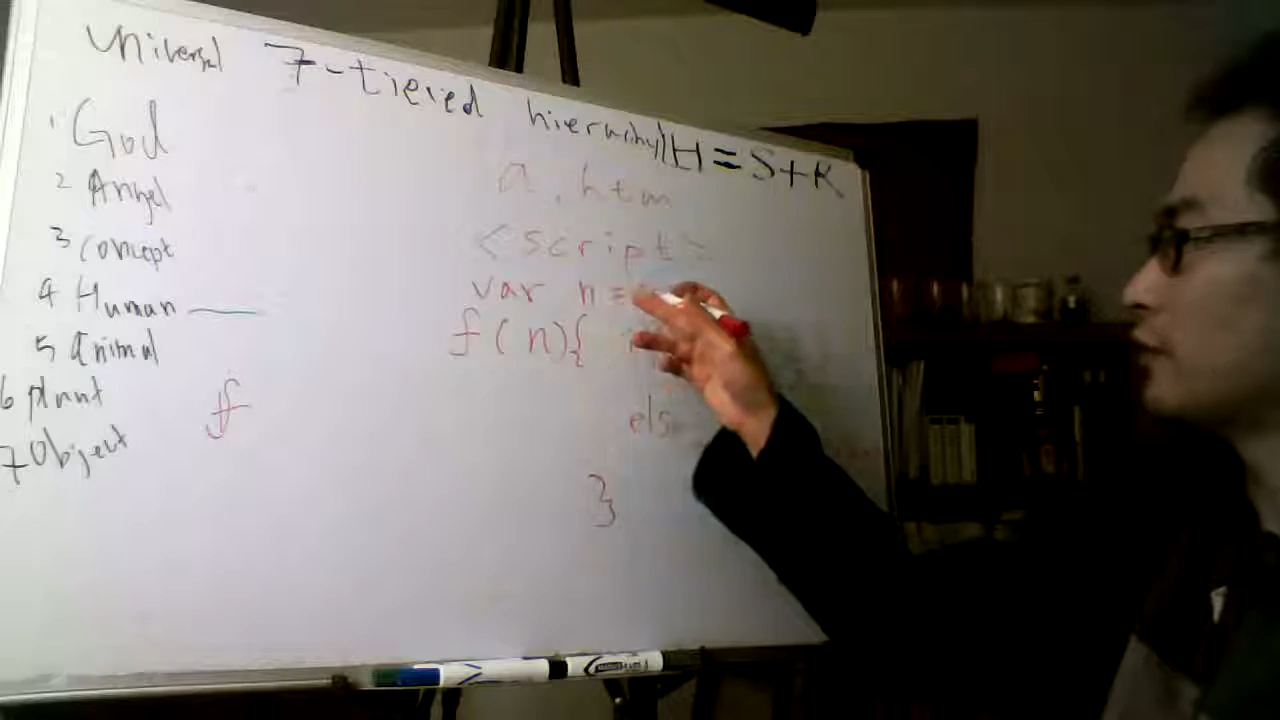 Universal 7-tiered hierarchy H = S + K
1 God
2 Angel
3 Concept
4 Human
5 animal
6 plant
7 Object
f
a.htm
<script>
var n =
f(n){
els
}